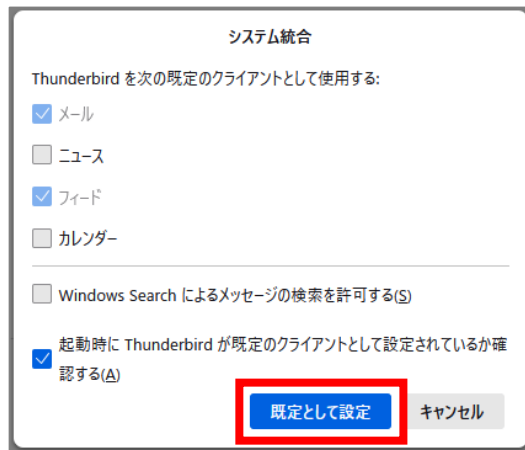 システム統合
Thunderbird を次の既定のクライアントとして使用する:
メール
ニュース
フィード
カレンダー
Windows Search によるメッセージの検索を許可する(S)
起動時に Thunderbird が既定のクライアントとして設定されているか確
認する(A)
既定として設定 キャンセル